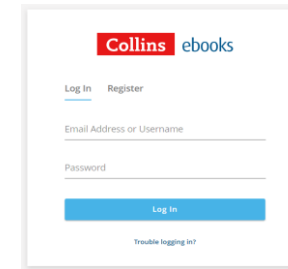 Collins ebooks
Log In Register
Email Address or Username
Password
Log In
Trouble logging in?